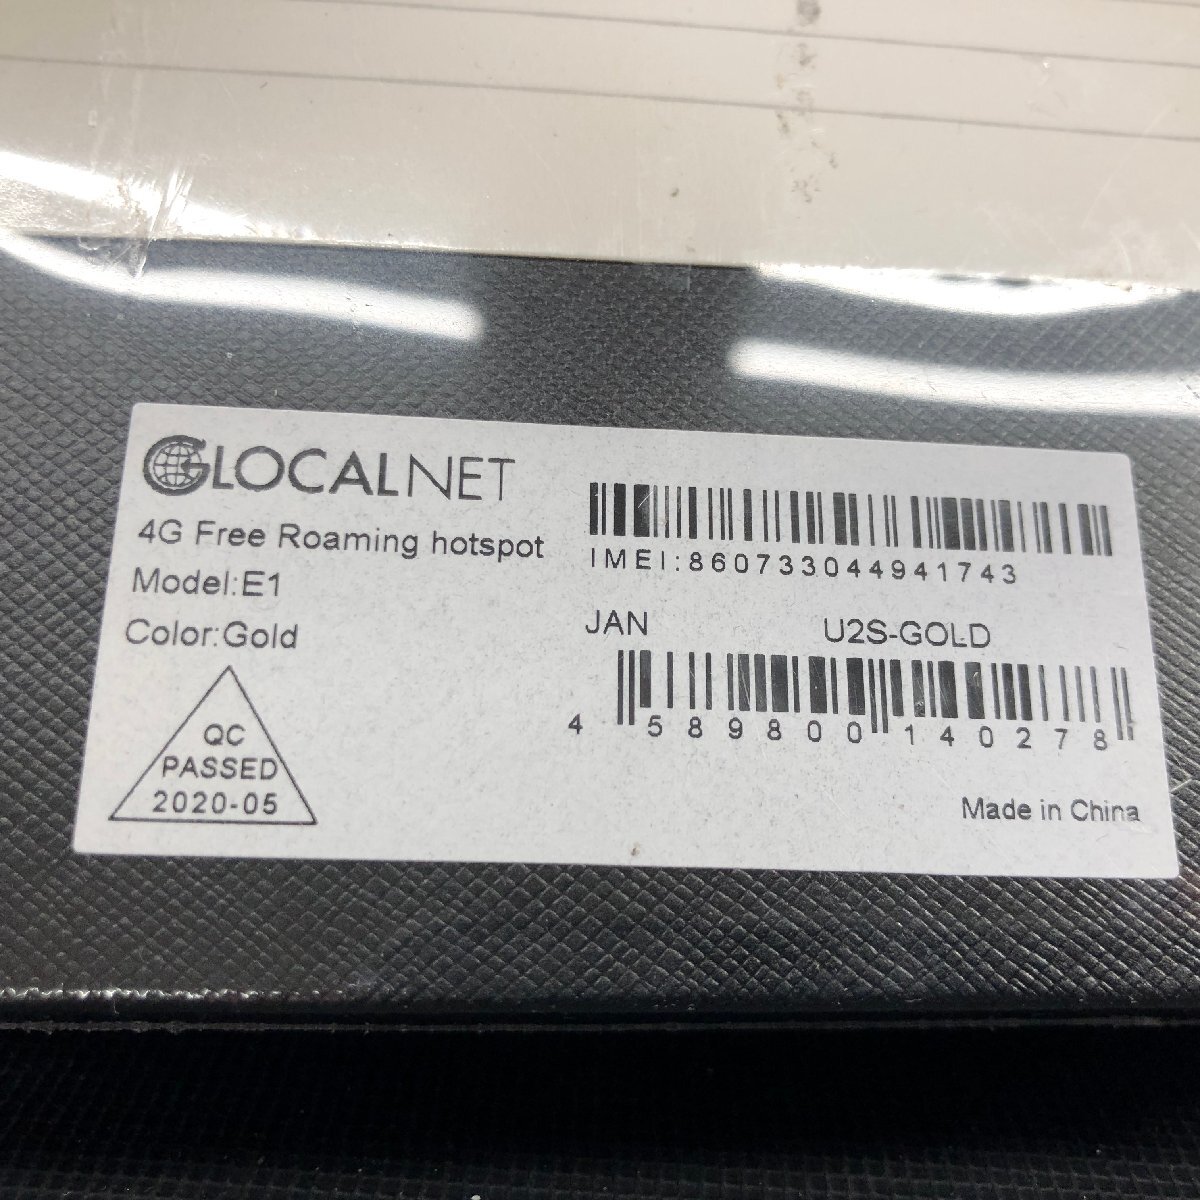 GLOCALNET
4G Free Roaming hotspot
Model:E1
Color:Gold
QC
PASSED
2020-05
IMEI:860733044941743
JAN U2S-GOLD
4 589800 140278
Made in China